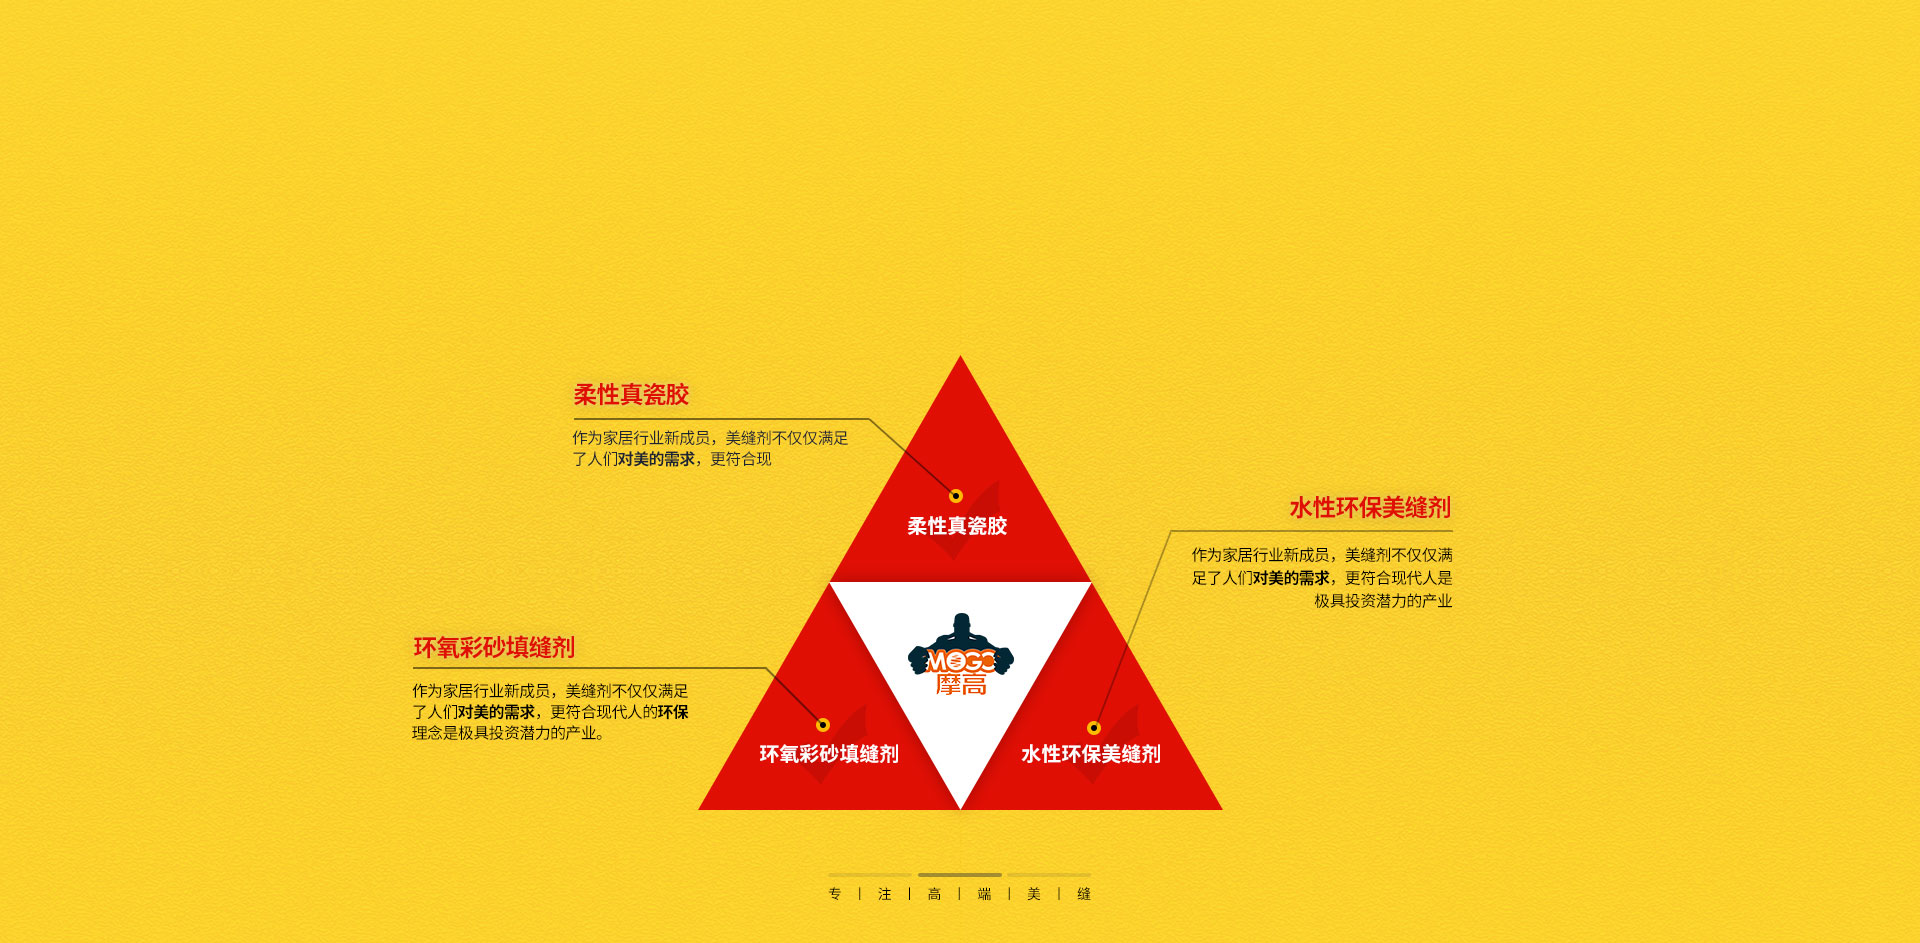 柔性真瓷胶
作为家居行业新成员，美缝剂不仅仅满足
了人们对美的需求，更符合现
柔性真瓷胶
水性环保美缝剂
作为家居行业新成员，美缝剂不仅仅满
足了人们对美的需求，更符合现代人是
极具投资潜力的产业
MOGO
摩高
环氧彩砂填缝剂
作为家居行业新成员，美缝剂不仅仅满足
了人们对美的需求，更符合现代人的环保
理念是极具投资潜力的产业。
环氧彩砂填缝剂
水性环保美缝剂
专 | 注 | 高 | 端 | 美 | 缝